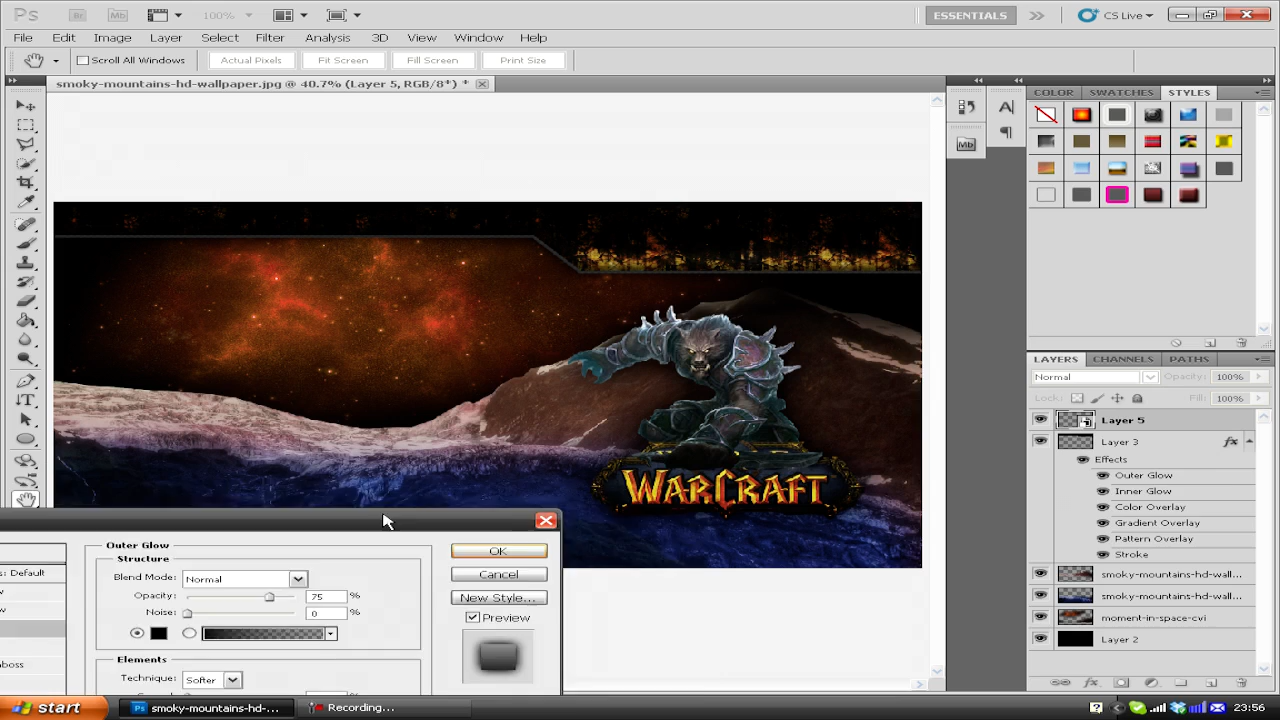 Ps Br Mb 100% ESSENTIALS CS Live
File Edit Image Layer Select Filter Analysis 3D View Window Help
Scroll All Windows Actual Pixels Fit Screen Fill Screen Print Size
smoky-mountains-hd-wallpaper.jpg @ 40.7% (Layer 5, RGB/8*) *
COLOR SWATCHES STYLES
Mb
WARCRAFT
LAYERS CHANNELS PATHS
Normal Opacity: 100%
Lock: Fill: 100%
Layer 5
Layer 3 fx
Effects
Outer Glow
Inner Glow
Color Overlay
Gradient Overlay
Pattern Overlay
Stroke
smoky-mountains-hd-wall...
smoky-mountains-hd-wall...
moment-in-space-cvi
Layer 2
Outer Glow
Structure
Blend Mode: Normal
Opacity: 75 %
Noise: 0 %
Elements
Technique: Softer
OK
Cancel
New Style...
Preview
s: Default
start Ps smoky-mountains-hd-... Recording... 23:56